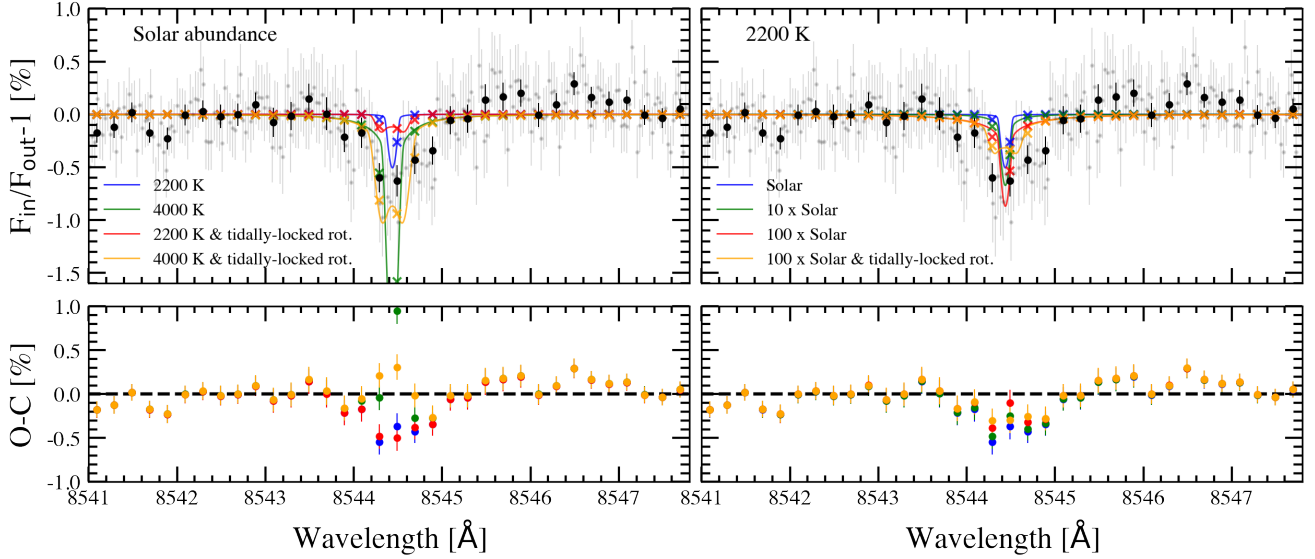 Solar abundance
2200 K
1.0
0.5
0.0
-0.5
-1.0
-1.5
F_in/F_out-1 [%]
2200 K
4000 K
2200 K & tidally-locked rot.
4000 K & tidally-locked rot.
Solar
10 x Solar
100 x Solar
100 x Solar & tidally-locked rot.
1.0
0.5
0.0
-0.5
-1.0
O-C [%]
8541 8542 8543 8544 8545 8546 8547 8541 8542 8543 8544 8545 8546 8547
Wavelength [Å] Wavelength [Å]